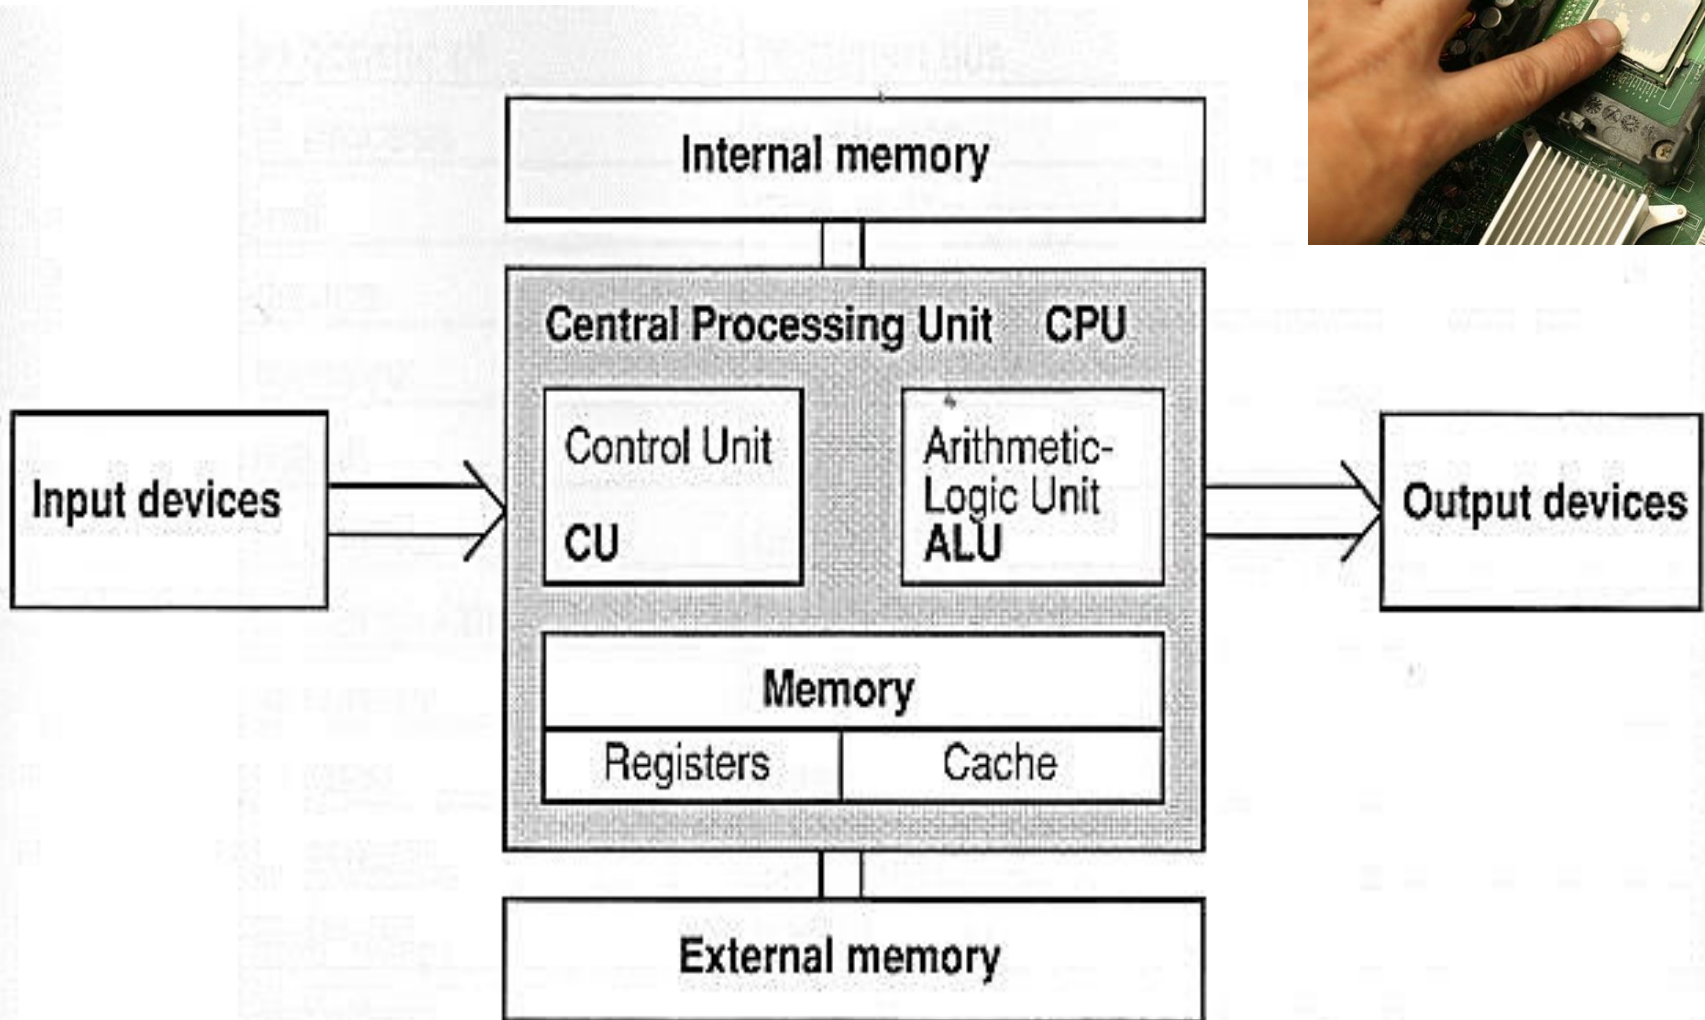 Internal memory
Central Processing Unit CPU
Input devices
Control Unit
CU
Arithmetic-
Logic Unit
ALU
Output devices
Memory
Registers
Cache
External memory